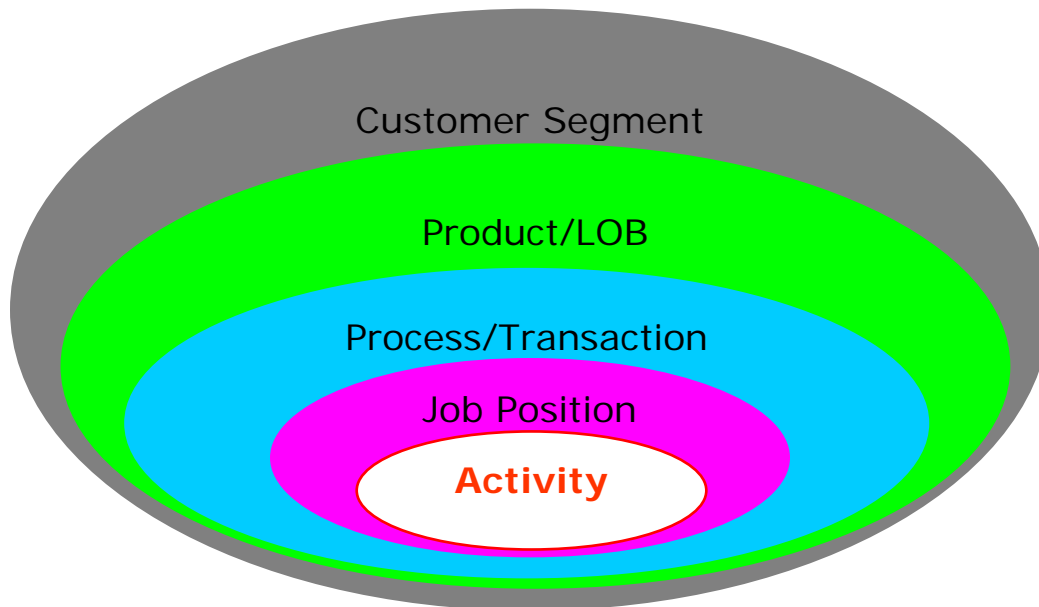 Customer Segment
Product/LOB
Process/Transaction
Job Position
Activity